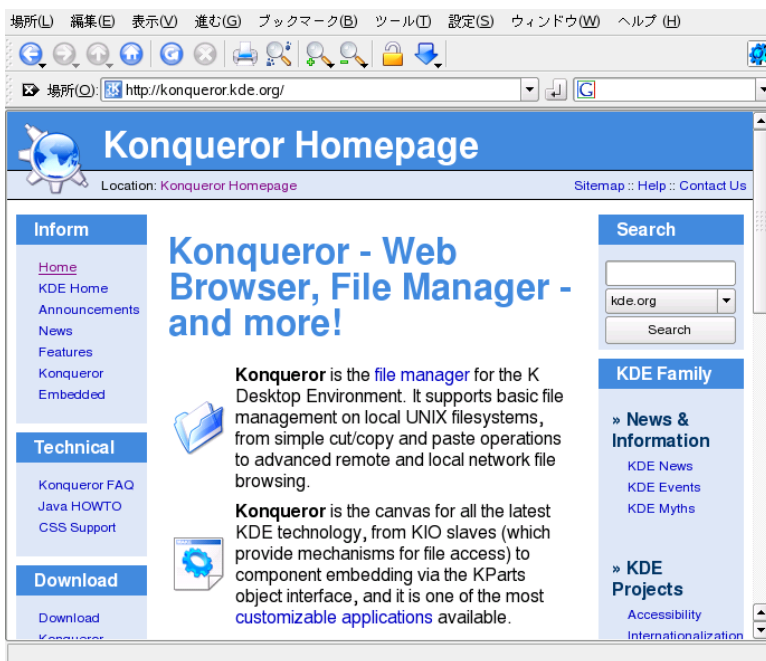 場所(L) 編集(E) 表示(V) 進む(G) ブックマーク(B) ツール(T) 設定(S) ウィンドウ(W) ヘルプ (H)
場所(O): http://konqueror.kde.org/
Konqueror Homepage
Location: Konqueror Homepage
Sitemap :: Help :: Contact Us
Inform
Home
KDE Home
Announcements
News
Features
Konqueror
Embedded
Technical
Konqueror FAQ
Java HOWTO
CSS Support
Download
Download
Konqueror
Konqueror - Web
Browser, File Manager -
and more!
Konqueror is the file manager for the K
Desktop Environment. It supports basic file
management on local UNIX filesystems,
from simple cut/copy and paste operations
to advanced remote and local network file
browsing.
Konqueror is the canvas for all the latest
KDE technology, from KIO slaves (which
provide mechanisms for file access) to
component embedding via the KParts
object interface, and it is one of the most
customizable applications available.
Search
kde.org
Search
KDE Family
» News &
Information
KDE News
KDE Events
KDE Myths
» KDE
Projects
Accessibility
Internationalization